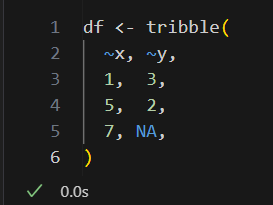 1 df <- tribble(
2   ~x, ~y,
3   1,  3,
4   5,  2,
5   7, NA,
6 )
✓ 0.0s